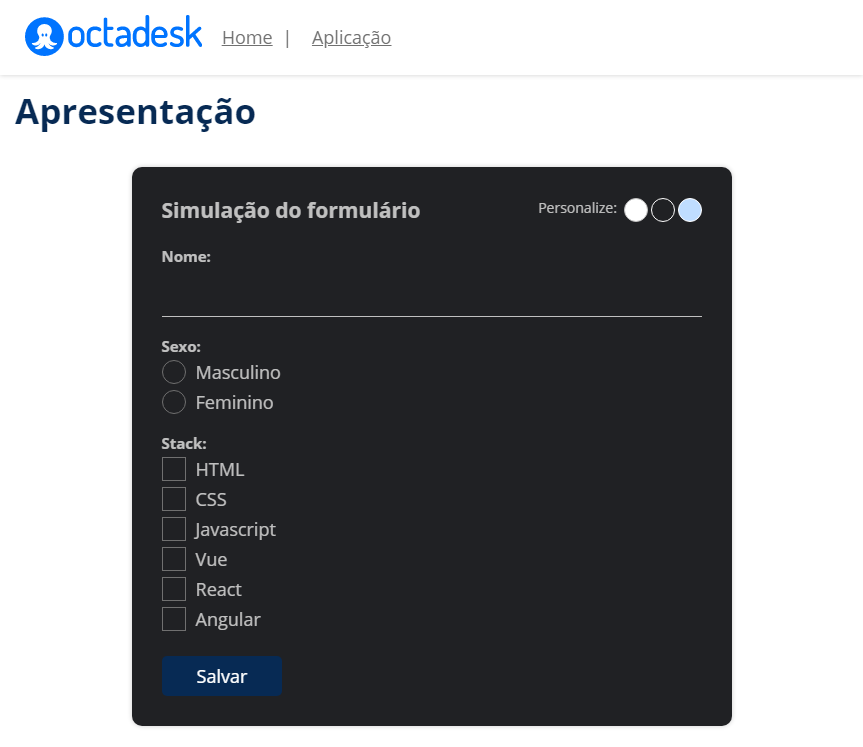 octadesk Home | Aplicação
Apresentação
Simulação do formulário Personalize:
Nome:
Sexo:
Masculino
Feminino
Stack:
HTML
CSS
Javascript
Vue
React
Angular
Salvar